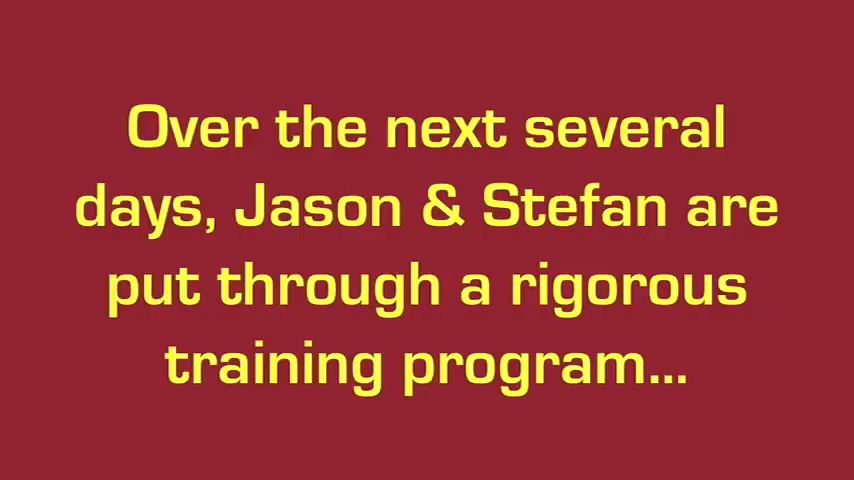 Over the next several
days, Jason & Stefan are
put through a rigorous
training program...